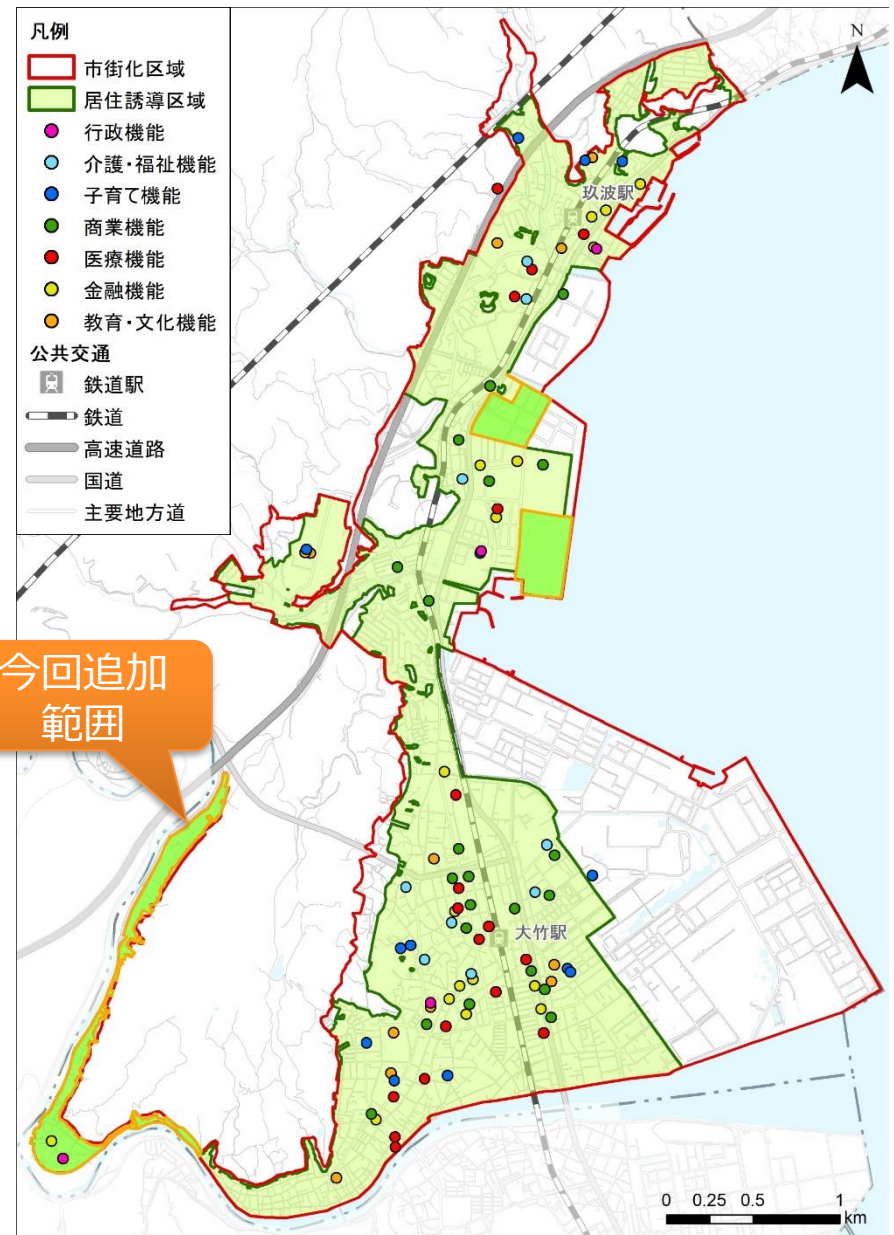 凡例
市街化区域
居住誘導区域
行政機能
介護・福祉機能
子育て機能
商業機能
医療機能
金融機能
教育・文化機能
公共交通
鉄道駅
鉄道
高速道路
国道
主要地方道
N
玖波駅
今回追加
範囲
大竹駅
0 0.25 0.5 1
km